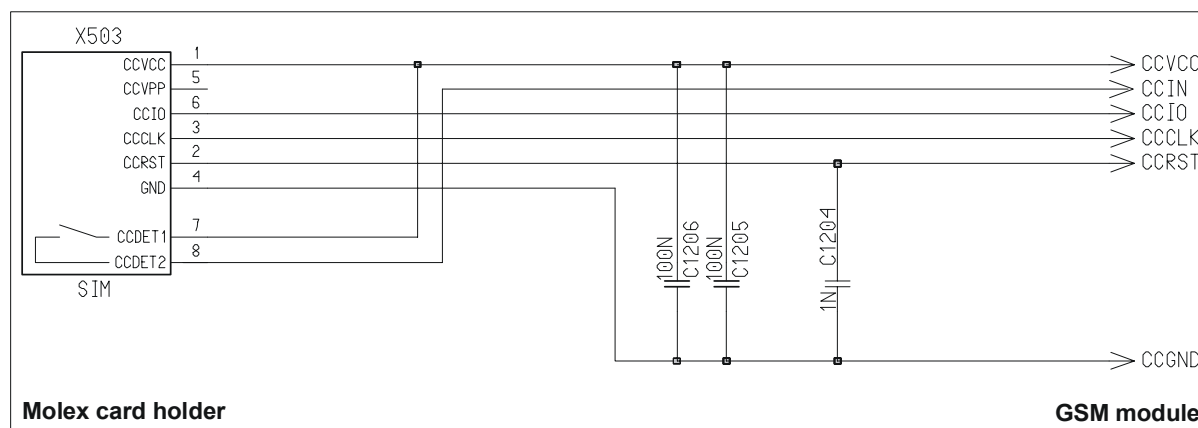 X503
CCVCC 1 CCVCC
CCVPP 5 CCIN
CCIO 6 CCIO
CCCLK 3 CCCLK
CCRST 2 CCRST
GND 4
CCDET1 7
CCDET2 8
SIM
100N C1206
100N C1205
1N C1204
CCGND
Molex card holder
GSM module